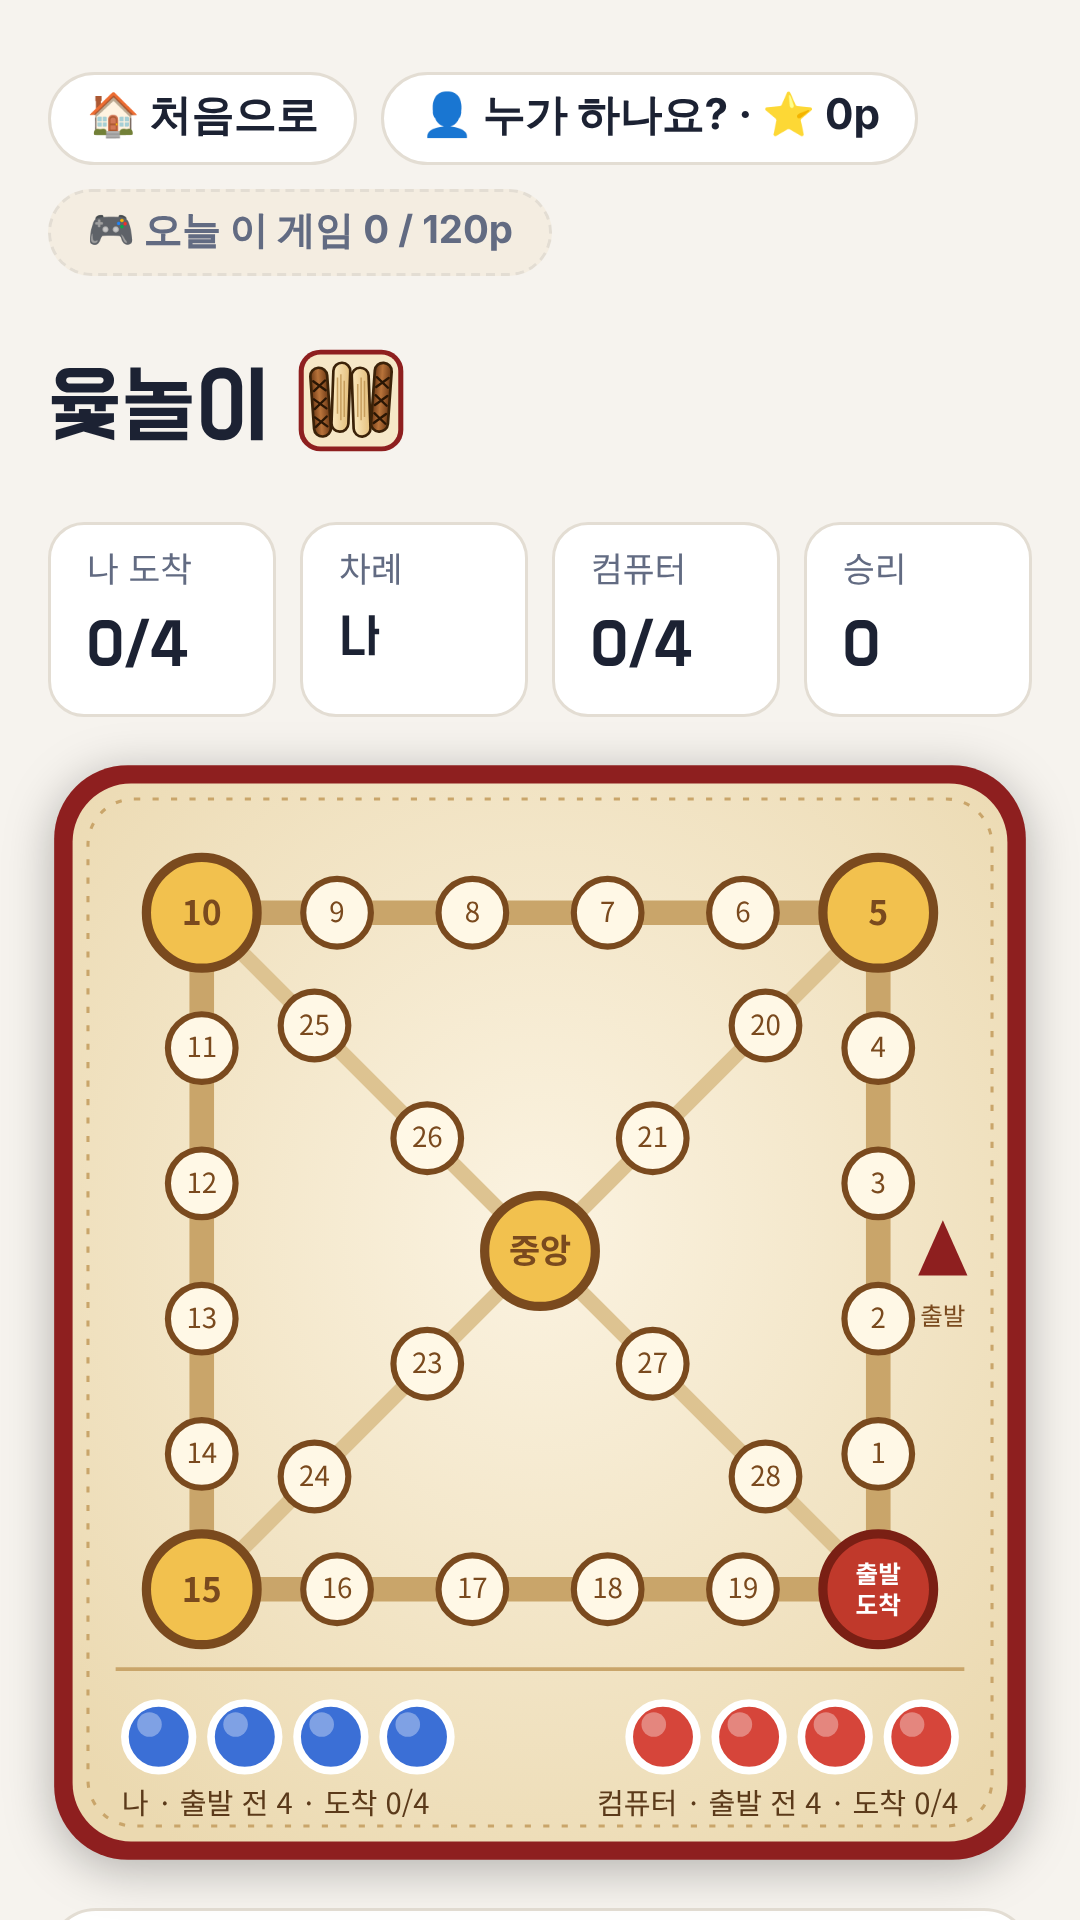 🏠 처음으로
👤 누가 하나요? · ⭐ 0p
🎮 오늘 이 게임 0 / 120p
윷놀이
나 도착
0/4
차례
나
컴퓨터
0/4
승리
0
10
9
8
7
6
5
25
20
11
4
26
21
12
3
중앙
13
2
출발
23
27
14
1
24
28
15
16
17
18
19
출발
도착
나 · 출발 전 4 · 도착 0/4
컴퓨터 · 출발 전 4 · 도착 0/4